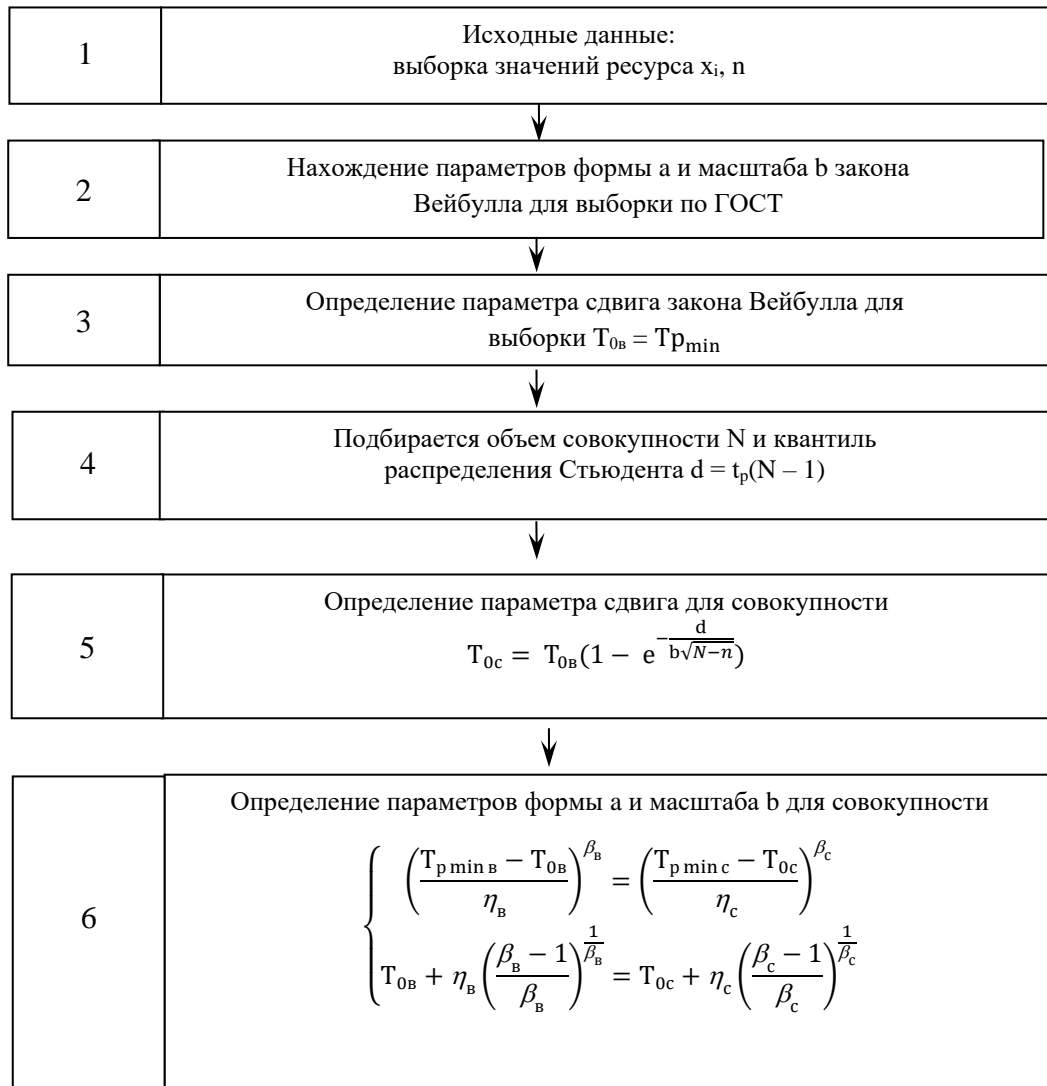 1
Исходные данные:
выборка значений ресурса xᵢ, n
2
Нахождение параметров формы a и масштаба b закона
Вейбулла для выборки по ГОСТ
3
Определение параметра сдвига закона Вейбулла для
выборки T₀в = Tp_min
4
Подбирается объем совокупности N и квантиль
распределения Стьюдента d = tₚ(N – 1)
5
Определение параметра сдвига для совокупности
T₀с = T₀в(1 − e^(−d/(b√(N−n))))
6
Определение параметров формы a и масштаба b для совокупности
((T_p min в − T₀в)/η_в)^β_в = ((T_p min с − T₀с)/η_с)^β_с
T₀в + η_в((β_в − 1)/β_в)^(1/β_в) = T₀с + η_с((β_с − 1)/β_с)^(1/β_с)